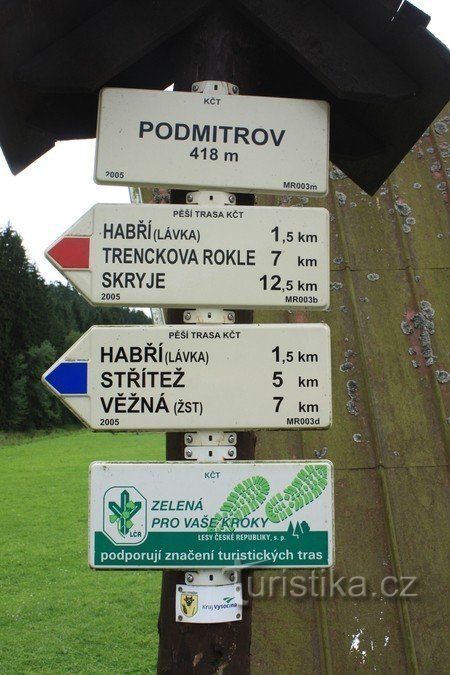 KČT
PODMITROV
418 m
2005 MR003m
PĚŠÍ TRASA KČT
HABŘÍ (LÁVKA) 1,5 km
TRENCKOVA ROKLE 7 km
SKRYJE 12,5 km
2005 MR003b
PĚŠÍ TRASA KČT
HABŘÍ (LÁVKA) 1,5 km
STŘÍTEŽ 5 km
VĚŽNÁ (ŽST) 7 km
2005 MR003d
KČT
ZELENÁ
PRO VAŠE KROKY
LESY ČESKÉ REPUBLIKY, s. p.
LČR
podporují značení turistických tras
Kraj Vysočina
turistika.cz